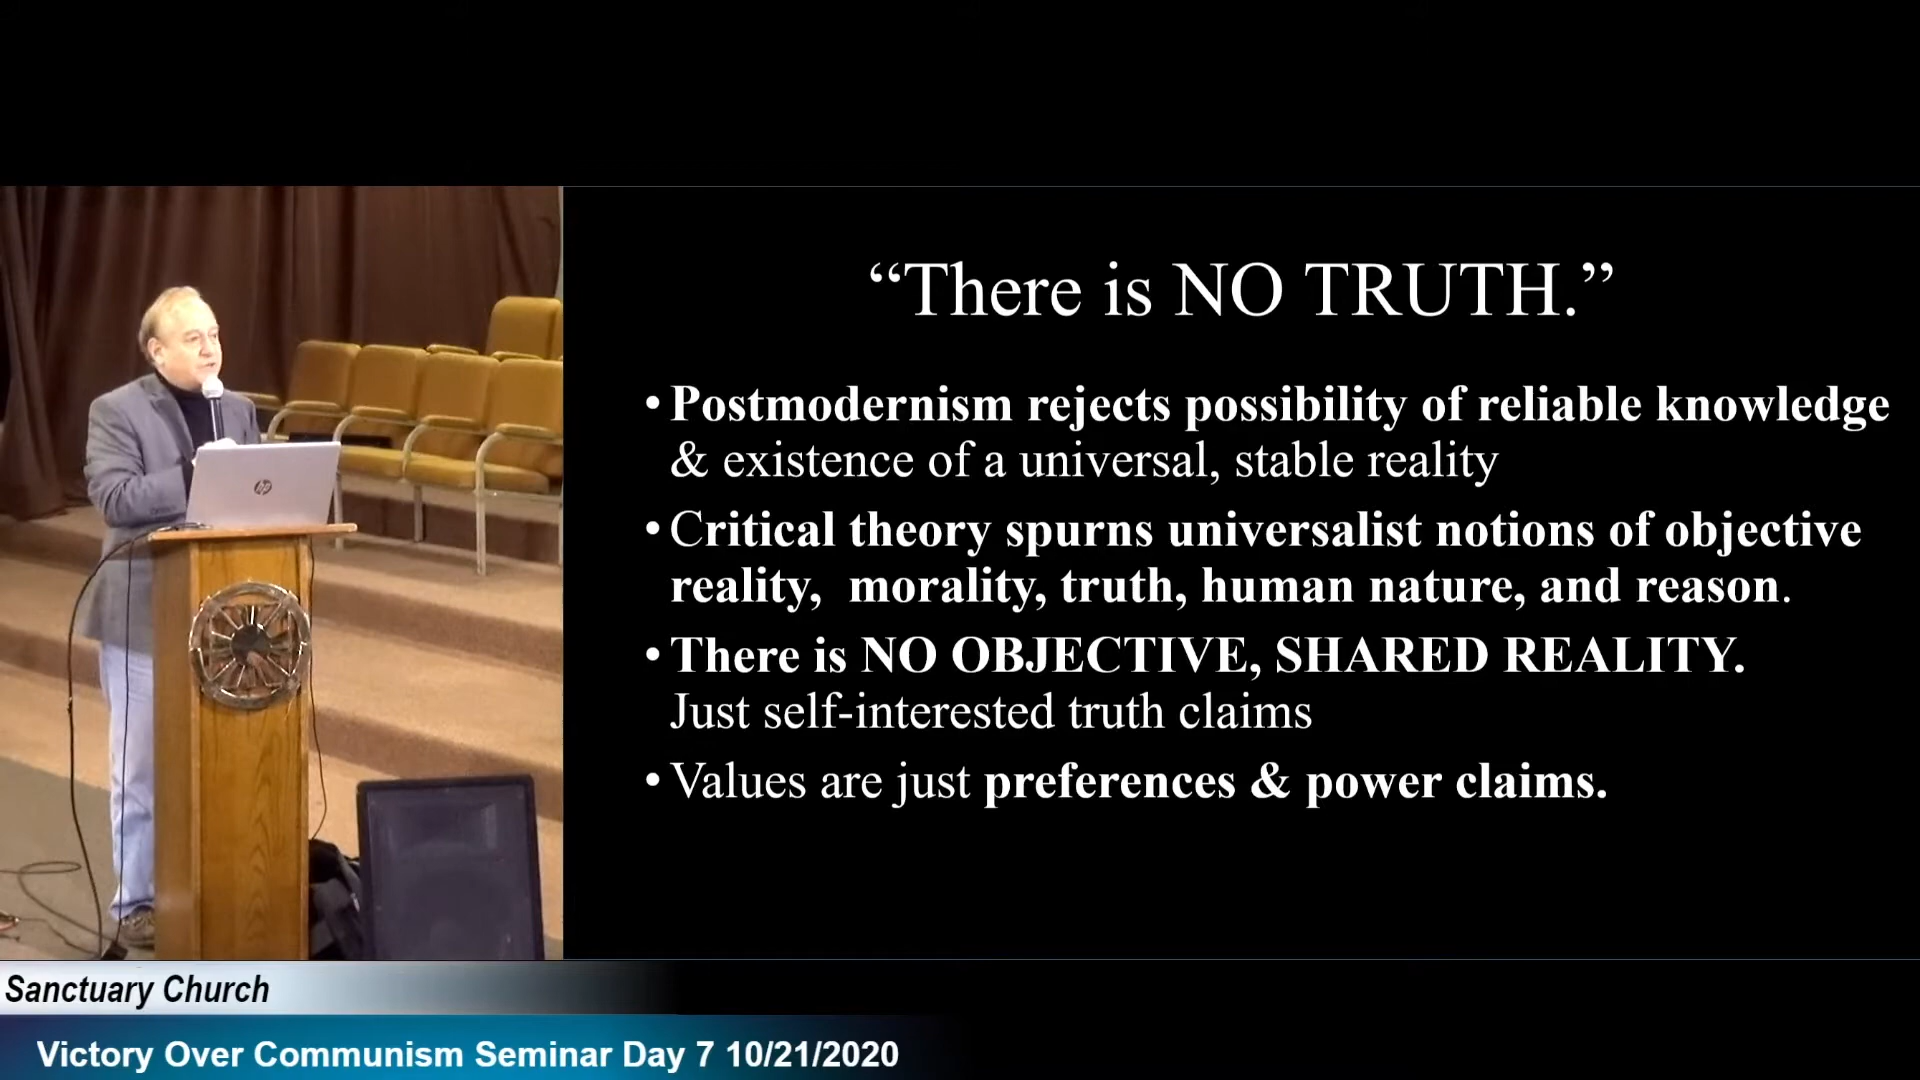 “There is NO TRUTH.”
• Postmodernism rejects possibility of reliable knowledge
& existence of a universal, stable reality
• Critical theory spurns universalist notions of objective
reality, morality, truth, human nature, and reason.
• There is NO OBJECTIVE, SHARED REALITY.
Just self-interested truth claims
• Values are just preferences & power claims.
hp
Sanctuary Church
Victory Over Communism Seminar Day 7 10/21/2020